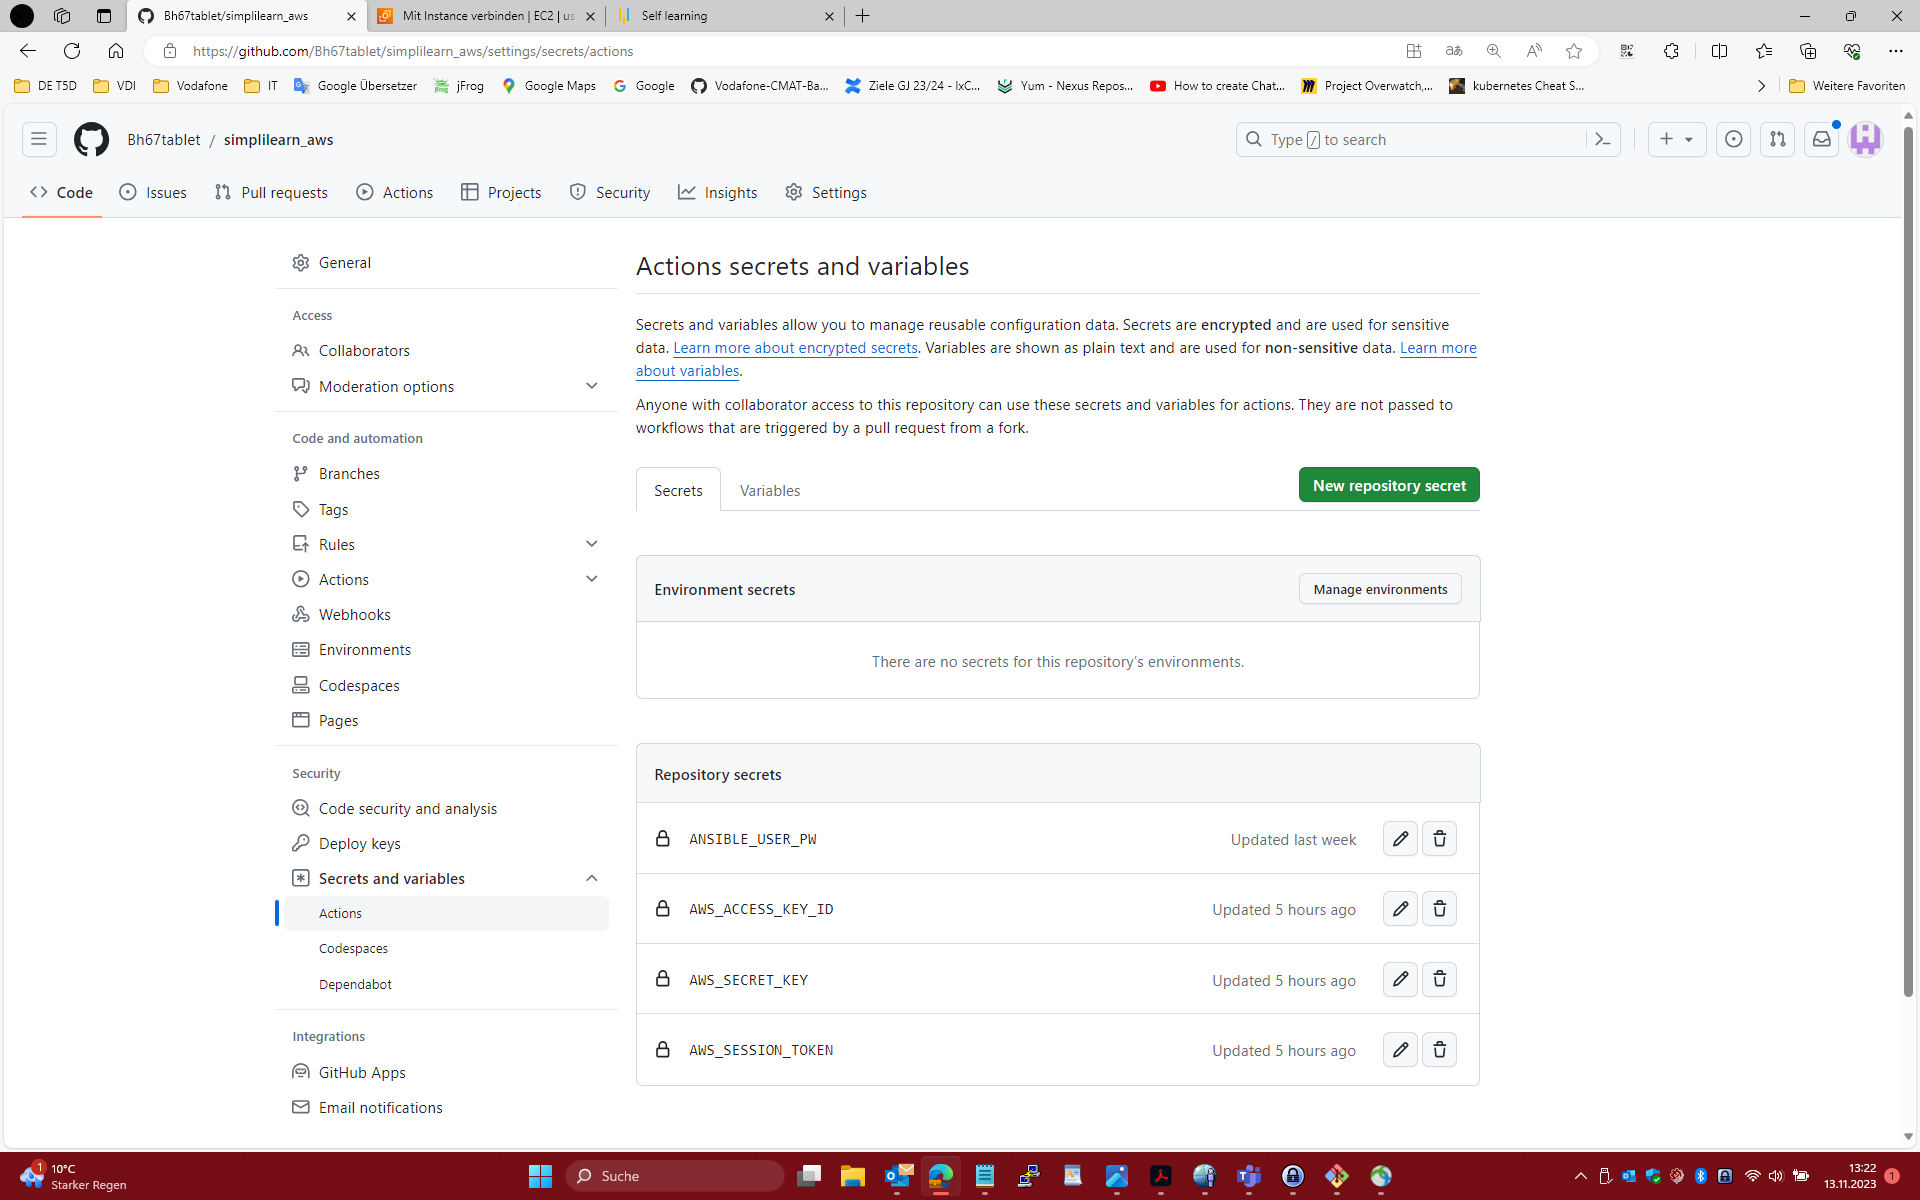 Bh67tablet/simplilearn_aws
Mit Instance verbinden | EC2 | us
Self learning
https://github.com/Bh67tablet/simplilearn_aws/settings/secrets/actions
DE T5D
VDI
Vodafone
IT
Google Übersetzer
jFrog
Google Maps
Google
Vodafone-CMAT-Ba...
Ziele GJ 23/24 - IxC...
Yum - Nexus Repos...
How to create Chat...
Project Overwatch,...
kubernetes Cheat S...
Weitere Favoriten
Bh67tablet / simplilearn_aws
Type / to search
Code
Issues
Pull requests
Actions
Projects
Security
Insights
Settings
General
Access
Collaborators
Moderation options
Code and automation
Branches
Tags
Rules
Actions
Webhooks
Environments
Codespaces
Pages
Security
Code security and analysis
Deploy keys
Secrets and variables
Actions
Codespaces
Dependabot
Integrations
GitHub Apps
Email notifications
Actions secrets and variables
Secrets and variables allow you to manage reusable configuration data. Secrets are encrypted and are used for sensitive
data. Learn more about encrypted secrets. Variables are shown as plain text and are used for non-sensitive data. Learn more
about variables.
Anyone with collaborator access to this repository can use these secrets and variables for actions. They are not passed to
workflows that are triggered by a pull request from a fork.
Secrets
Variables
New repository secret
Environment secrets
Manage environments
There are no secrets for this repository's environments.
Repository secrets
ANSIBLE_USER_PW
Updated last week
AWS_ACCESS_KEY_ID
Updated 5 hours ago
AWS_SECRET_KEY
Updated 5 hours ago
AWS_SESSION_TOKEN
Updated 5 hours ago
1
10°C
Starker Regen
Suche
13:22
13.11.2023
1